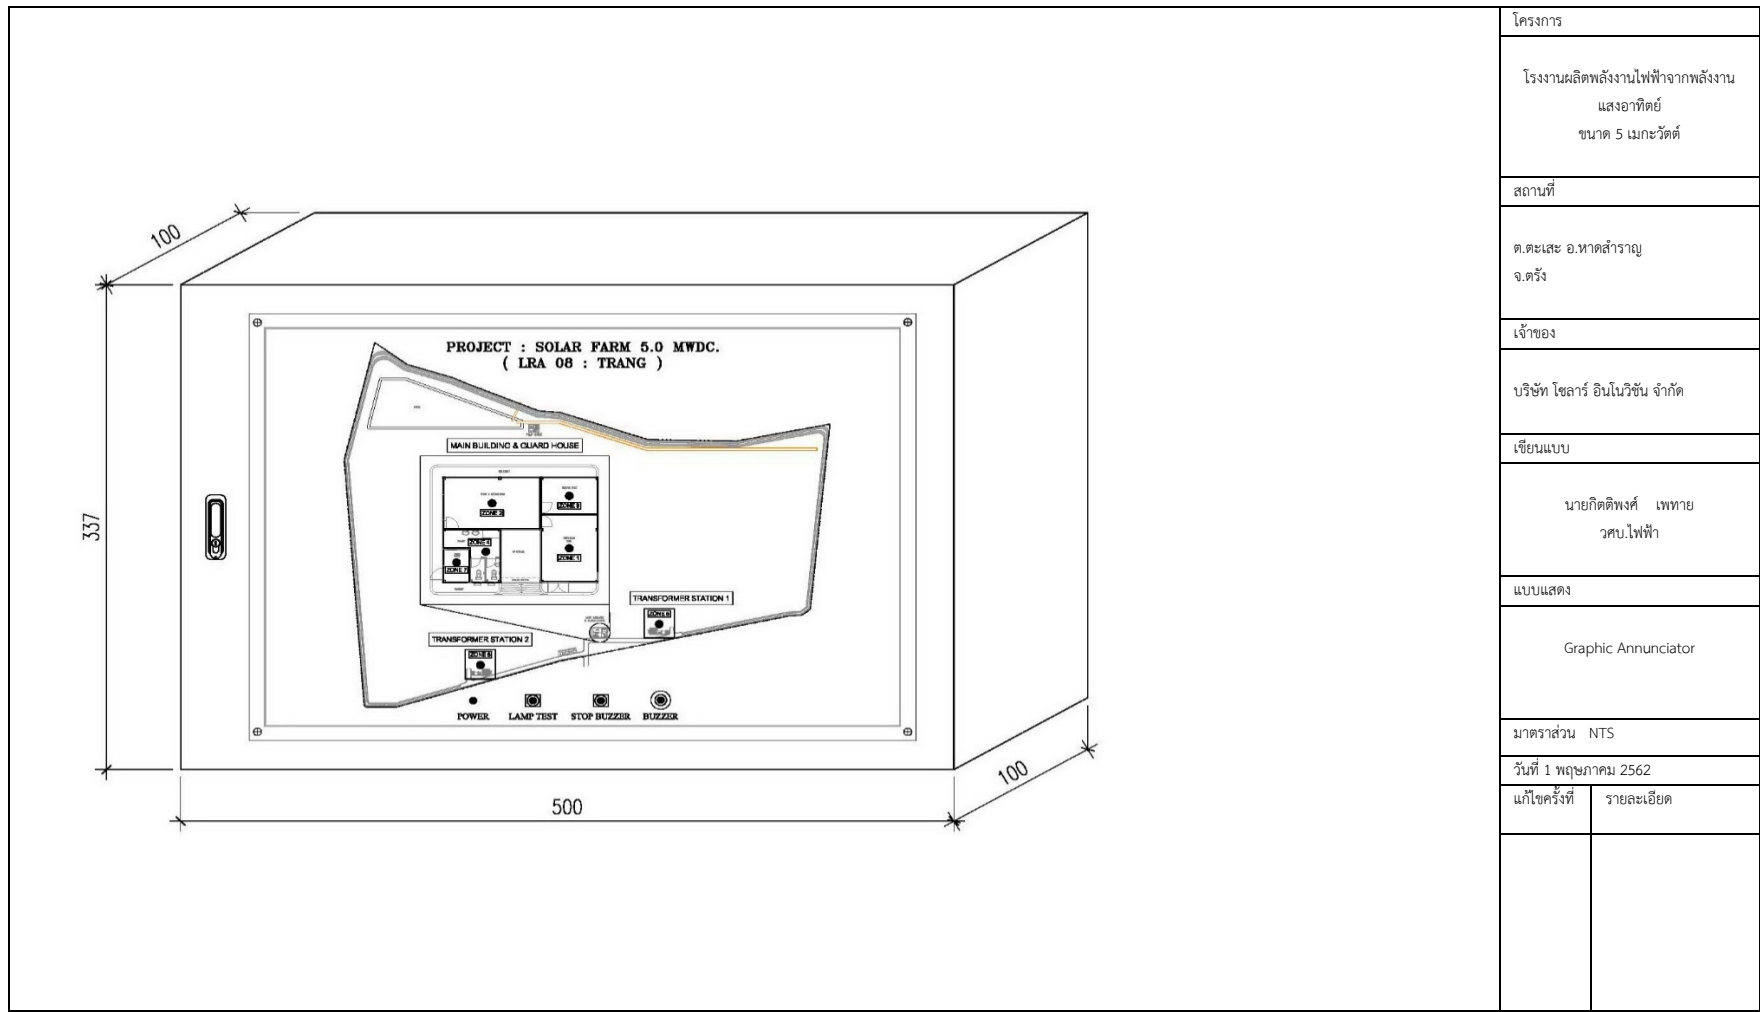 โครงการ
โรงงานผลิตพลังงานไฟฟ้าจากพลังงาน
แสงอาทิตย์
ขนาด 5 เมกะวัตต์
สถานที่
ต.ตะเสะ อ.หาดสำราญ
จ.ตรัง
เจ้าของ
บริษัท โซลาร์ อินโนวิชัน จำกัด
เขียนแบบ
นายกิตติพงศ์ เพทาย
วศบ.ไฟฟ้า
แบบแสดง
Graphic Annunciator
มาตราส่วน NTS
วันที่ 1 พฤษภาคม 2562
แก้ไขครั้งที่ รายละเอียด
100
337
500
100
PROJECT : SOLAR FARM 5.0 MWDC.
( LRA 08 : TRANG )
MAIN BUILDING & GUARD HOUSE
ZONE
ZONE
ZONE
ZONE 1
ZONE
TRANSFORMER STATION 1
ZONE
TRANSFORMER STATION 2
ZONE
POWER LAMP TEST STOP BUZZER BUZZER